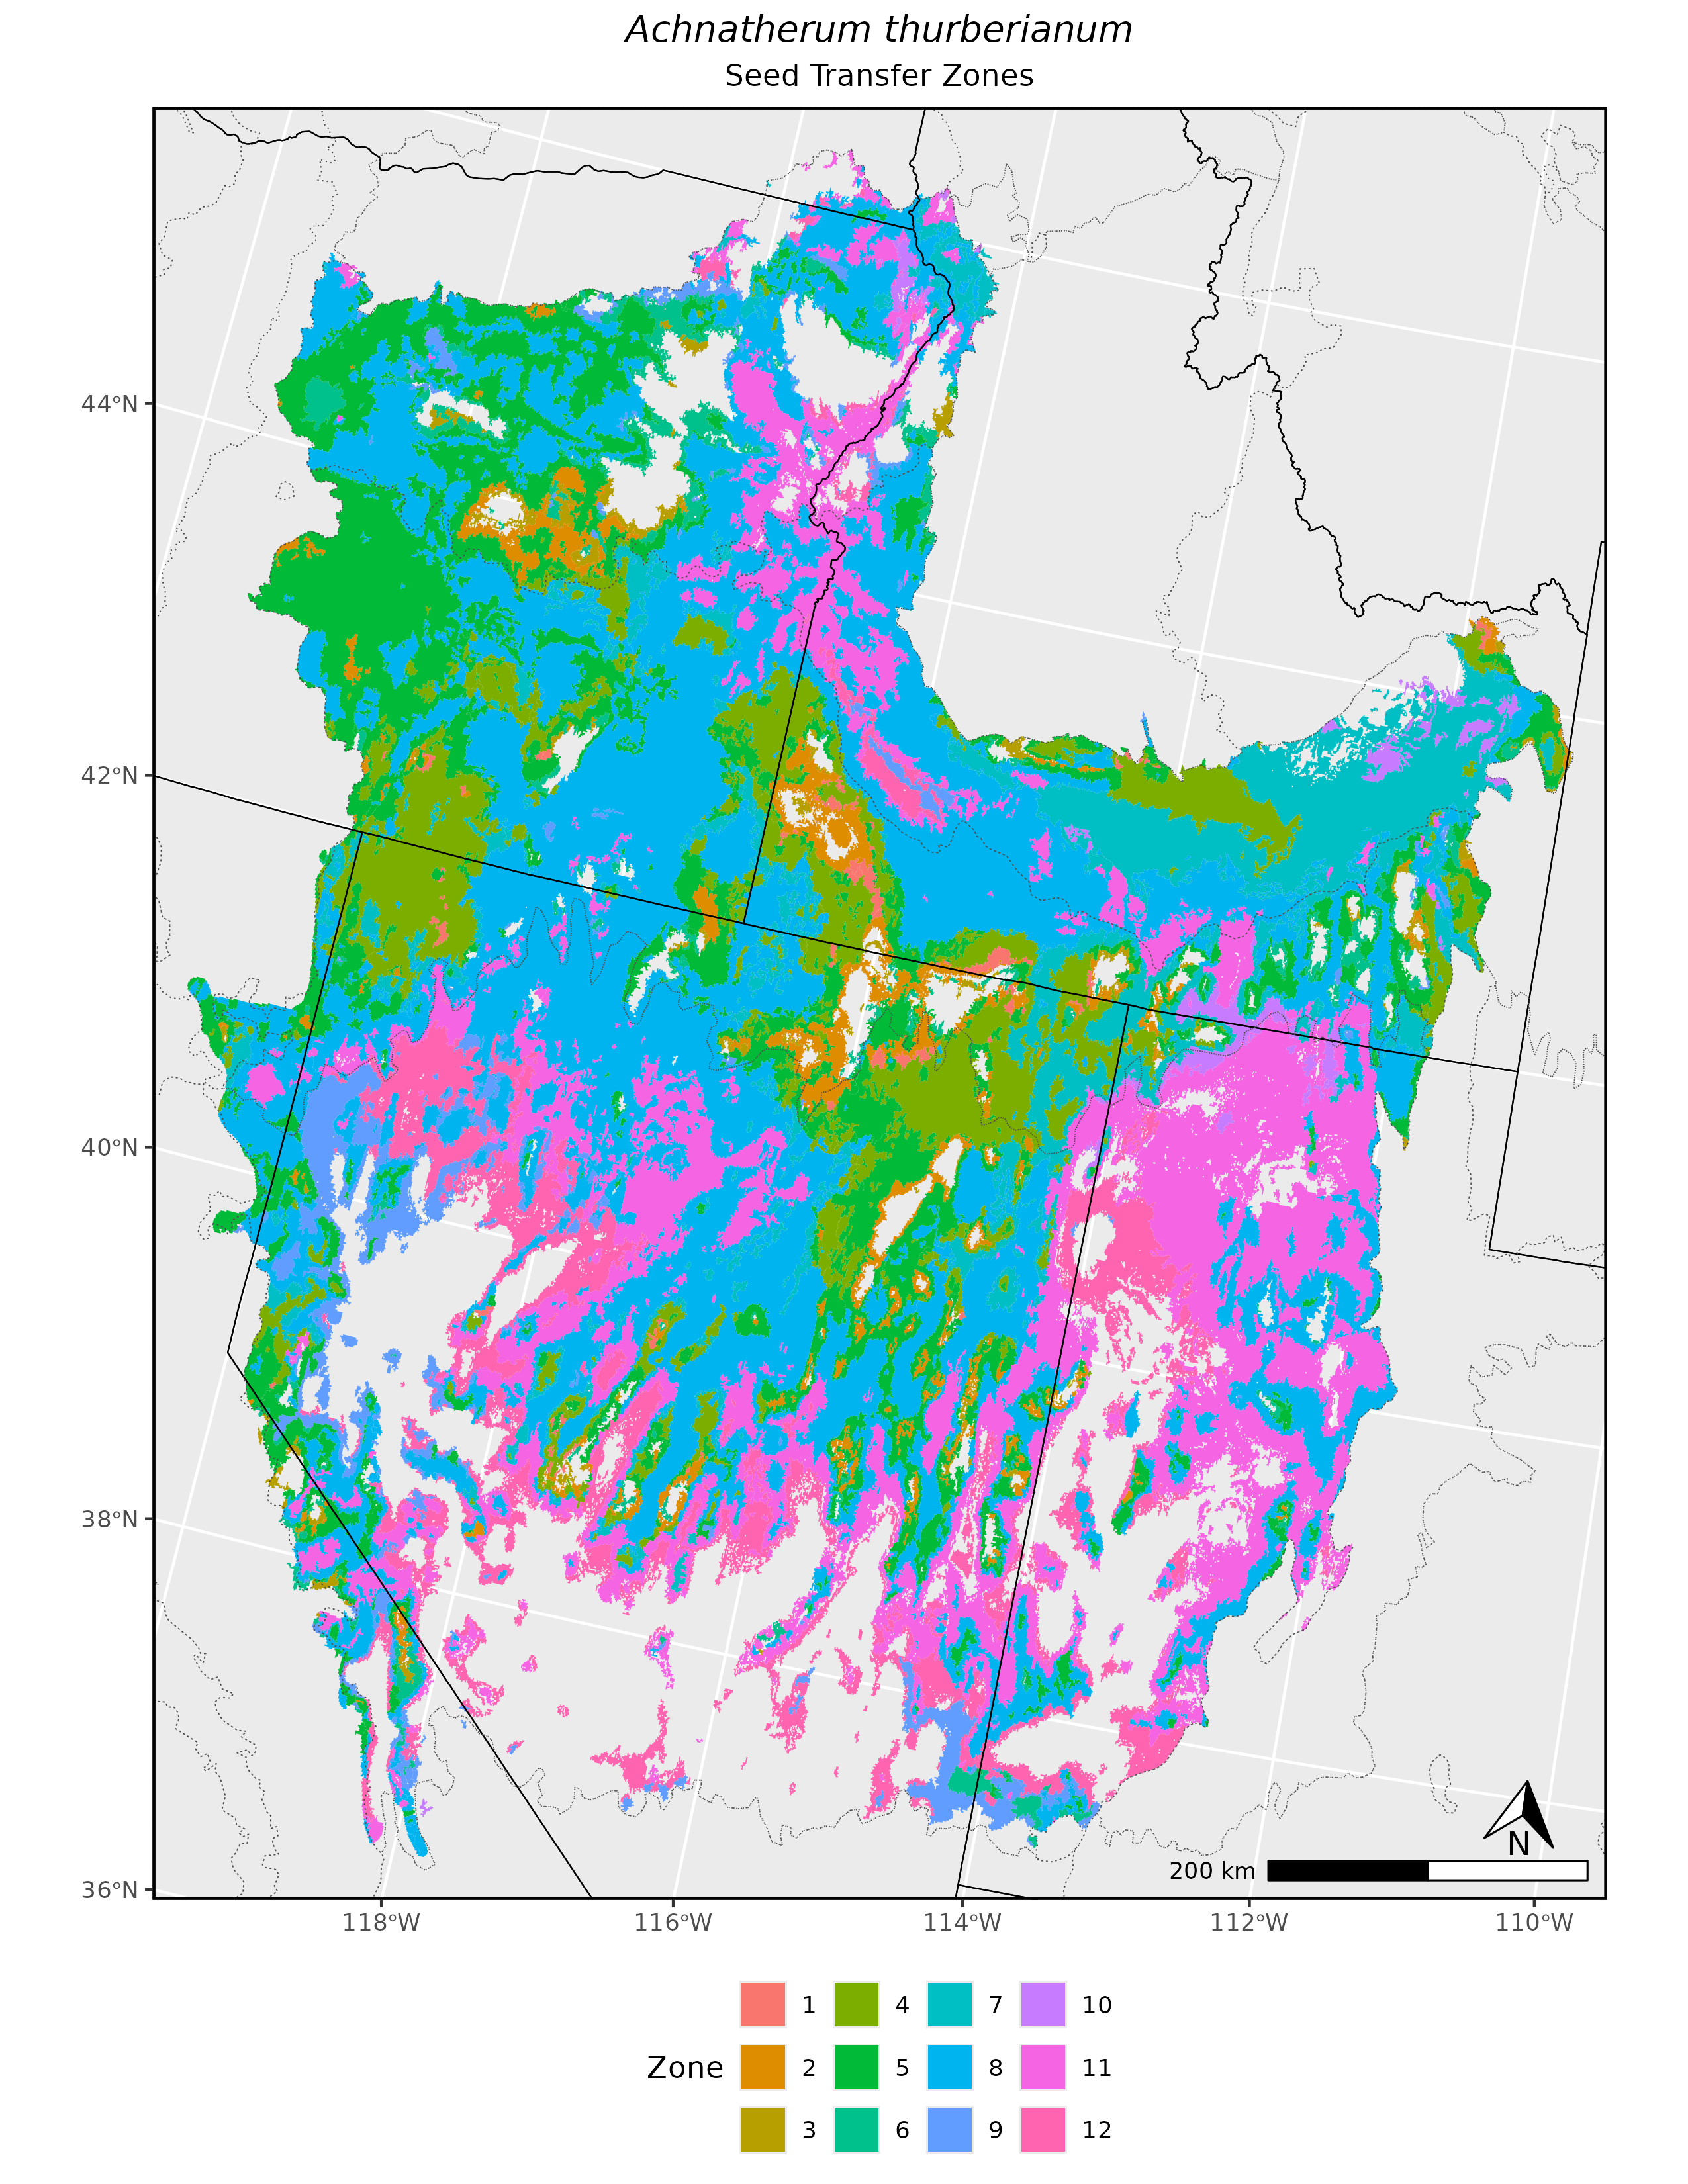 Achnatherum thurberianum
Seed Transfer Zones
44°N
42°N
40°N
38°N
36°N
N
200 km
118°W 116°W 114°W 112°W 110°W
1 4 7 10
Zone 2 5 8 11
3 6 9 12